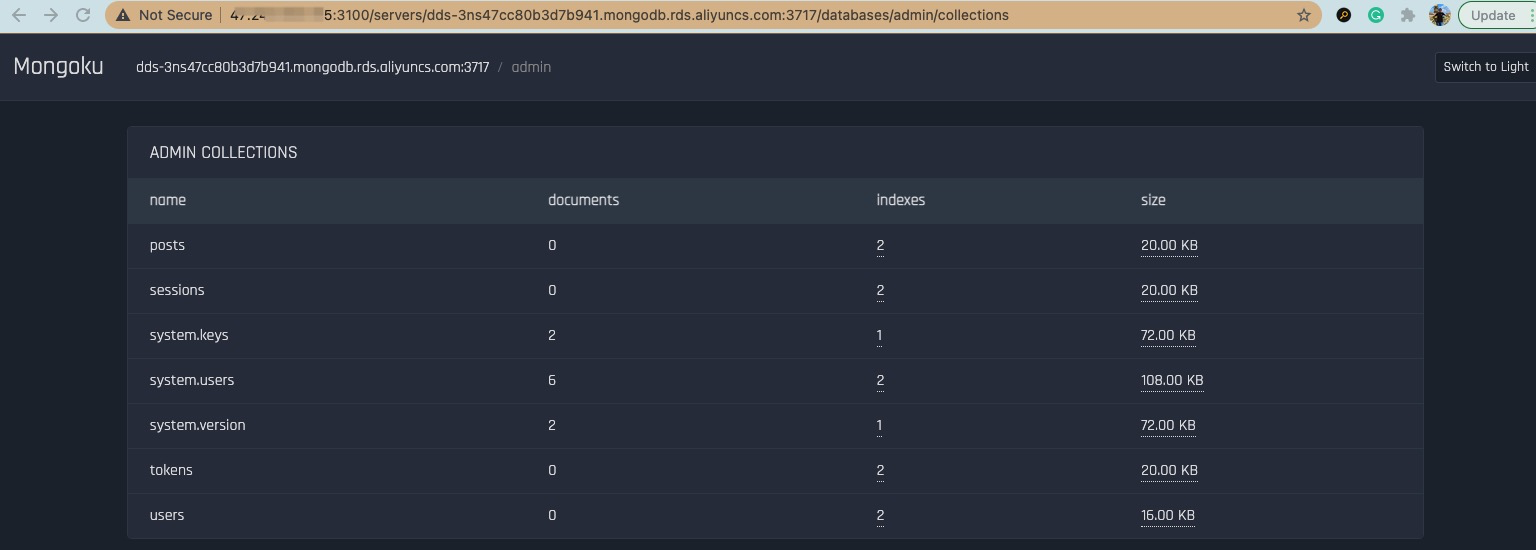 Not Secure 5:3100/servers/dds-3ns47cc80b3d7b941.mongodb.rds.aliyuncs.com:3717/databases/admin/collections Update
Mongoku dds-3ns47cc80b3d7b941.mongodb.rds.aliyuncs.com:3717 / admin Switch to Light
ADMIN COLLECTIONS
name documents indexes size
posts 0 2 20.00 KB
sessions 0 2 20.00 KB
system.keys 2 1 72.00 KB
system.users 6 2 108.00 KB
system.version 2 1 72.00 KB
tokens 0 2 20.00 KB
users 0 2 16.00 KB